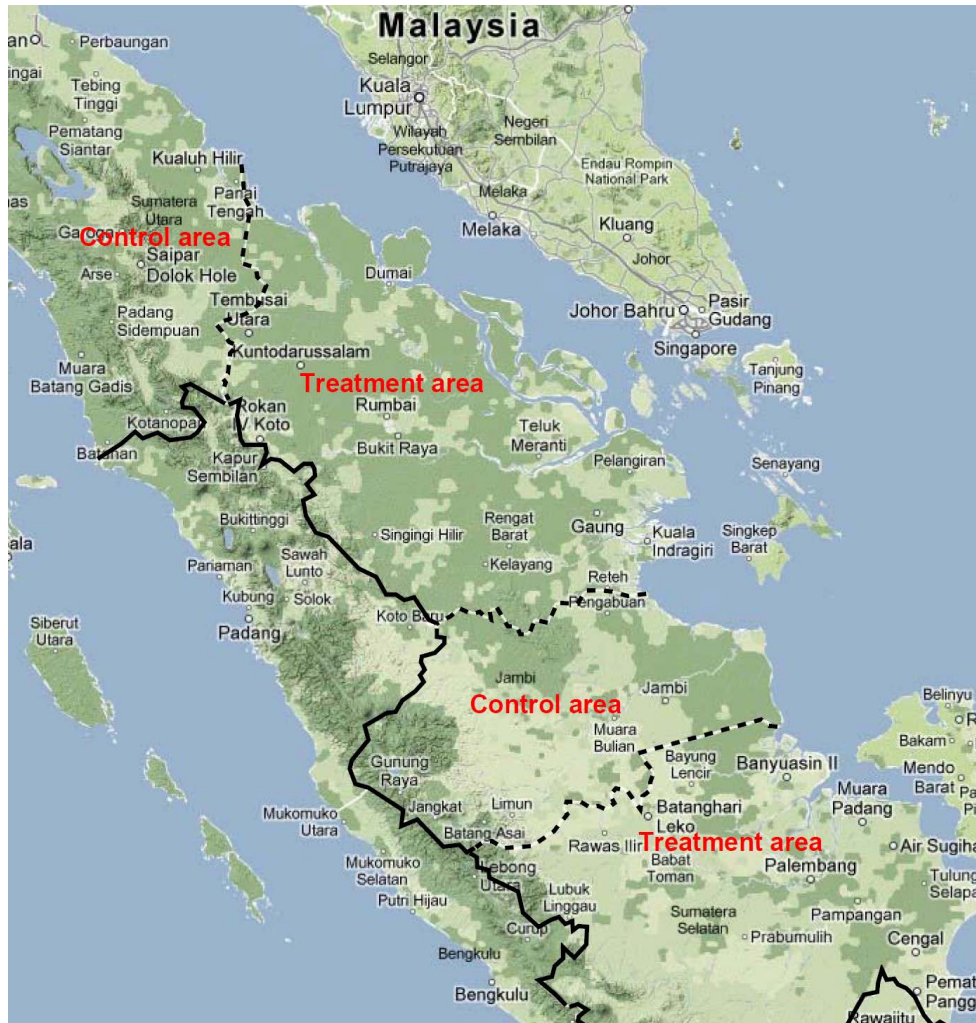 Malaysia
Perbaungan
Selangor
Tebing
Tinggi
Kuala
Lumpur
Pematang
Siantar
Wilayah
Persekutuan
Putrajaya
Negeri
Sembilan
Kualuh Hilir
Endau Rompin
National Park
Panai
Tengah
Melaka
Sumatera
Utara
Melaka
Kluang
Control area
Saipar
Dolok Hole
Johor
Arse
Dumai
Tembusai
Utara
Johor Bahru
Pasir
Gudang
Padang
Sidempuan
Singapore
Kuntodarussalam
Muara
Batang Gadis
Tanjung
Pinang
Treatment area
Rokan
IV Koto
Rumbai
Kotanopan
Teluk
Meranti
Batahan
Bukit Raya
Kapur
Sembilan
Pelangiran
Senayang
Bukittinggi
Rengat
Barat
Gaung
Singingi Hilir
Kuala
Indragiri
Singkep
Barat
Sawah
Lunto
Pariaman
Kelayang
Reteh
Kubung
Solok
Pengabuan
Koto Baru
Siberut
Utara
Padang
Jambi
Jambi
Control area
Belinyu
Muara
Bulian
Bakam
Gunung
Raya
Bayung
Lencir
Banyuasin II
Mendo
Barat
Muara
Padang
Mukomuko
Utara
Jangkat
Limun
Batanghari
Leko
Batang Asai
Rawas Ilir
Treatment area
Air Sugiha
Mukomuko
Selatan
Lebong
Utara
Babat
Toman
Palembang
Tulung
Selapa
Putri Hijau
Lubuk
Linggau
Sumatera
Selatan
Pampangan
Curup
Prabumulih
Cengal
Bengkulu
Bengkulu
Pemat
Pangg
Rawajitu